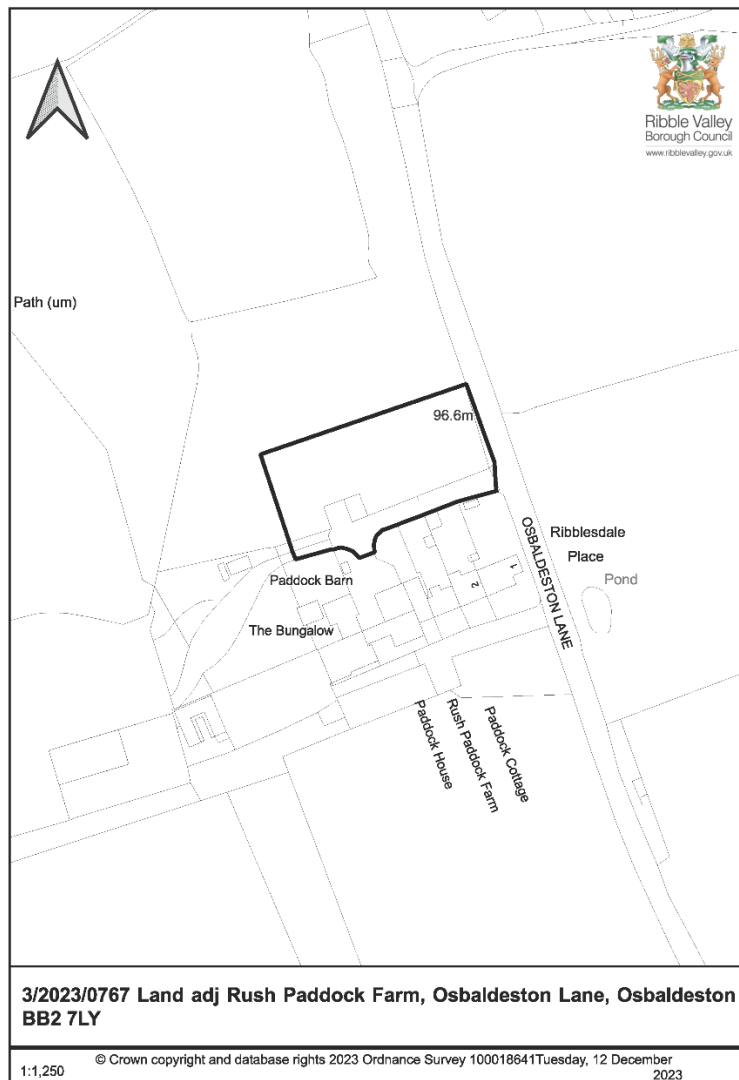 Ribble Valley
Borough Council
www.ribblevalley.gov.uk
Path (um)
96.6m
OSBALDESTON LANE
Ribblesdale
Place
Pond
1
2
Paddock Barn
The Bungalow
Paddock House
Rush Paddock Farm
Paddock Cottage
3/2023/0767 Land adj Rush Paddock Farm, Osbaldeston Lane, Osbaldeston
BB2 7LY
1:1,250
© Crown copyright and database rights 2023 Ordnance Survey 100018641Tuesday, 12 December
2023